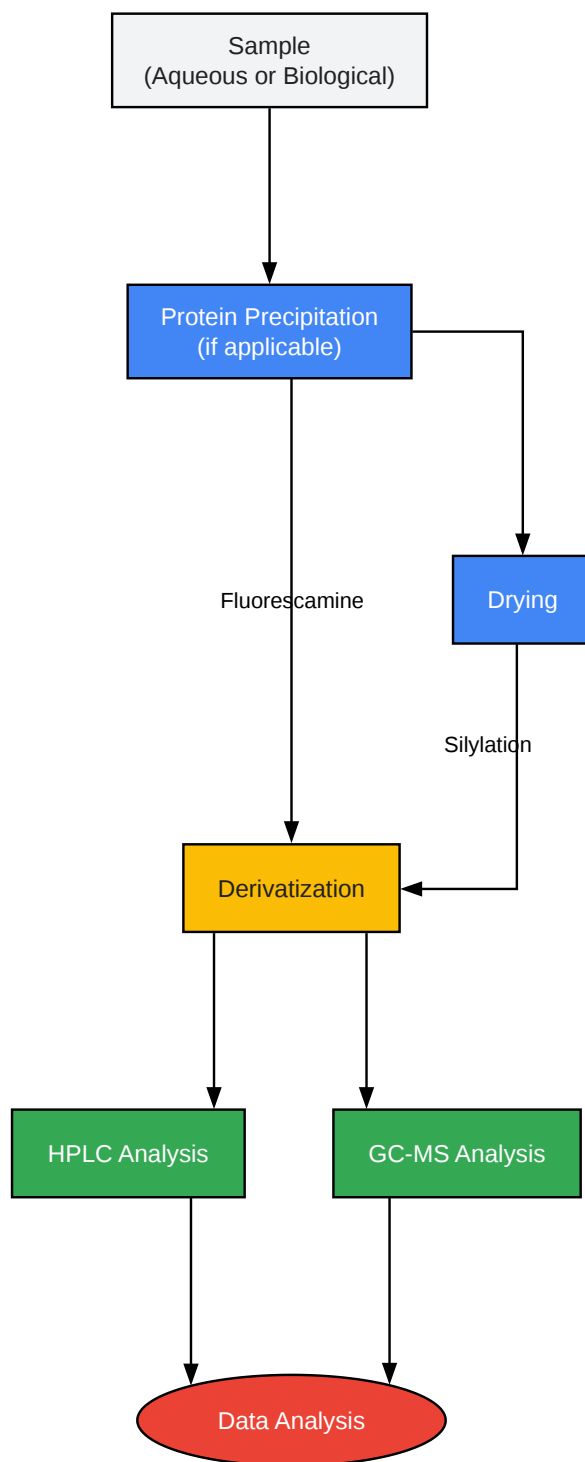 Sample
(Aqueous or Biological)
Protein Precipitation
(if applicable)
Fluorescamine
Drying
Silylation
Derivatization
HPLC Analysis
GC-MS Analysis
Data Analysis